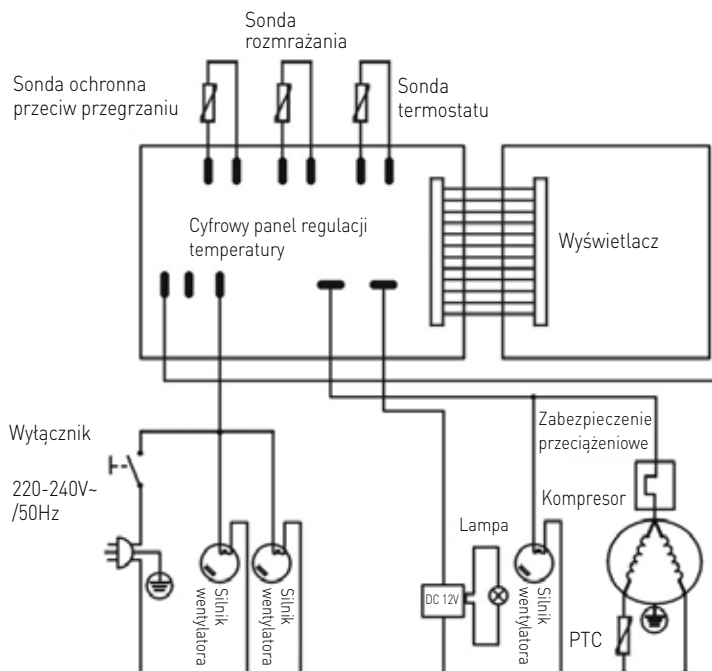 Sonda
rozmrażania
Sonda ochronna
przeciw przegrzaniu
Sonda
termostatu
Cyfrowy panel regulacji
temperatury
Wyświetlacz
Wyłącznik
220-240V~
/50Hz
Zabezpieczenie
przeciążeniowe
Kompresor
Lampa
Silnik
wentylatora
Silnik
wentylatora
DC 12V
Silnik
wentylatora
PTC